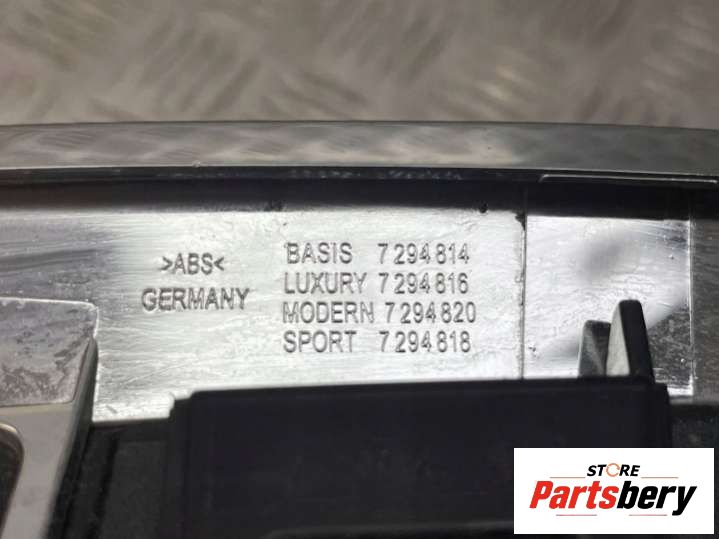 >ABS<
GERMANY
BASIS 7 294 814
LUXURY 7 294 816
MODERN 7 294 820
SPORT 7 294 818
STORE
Partsbery